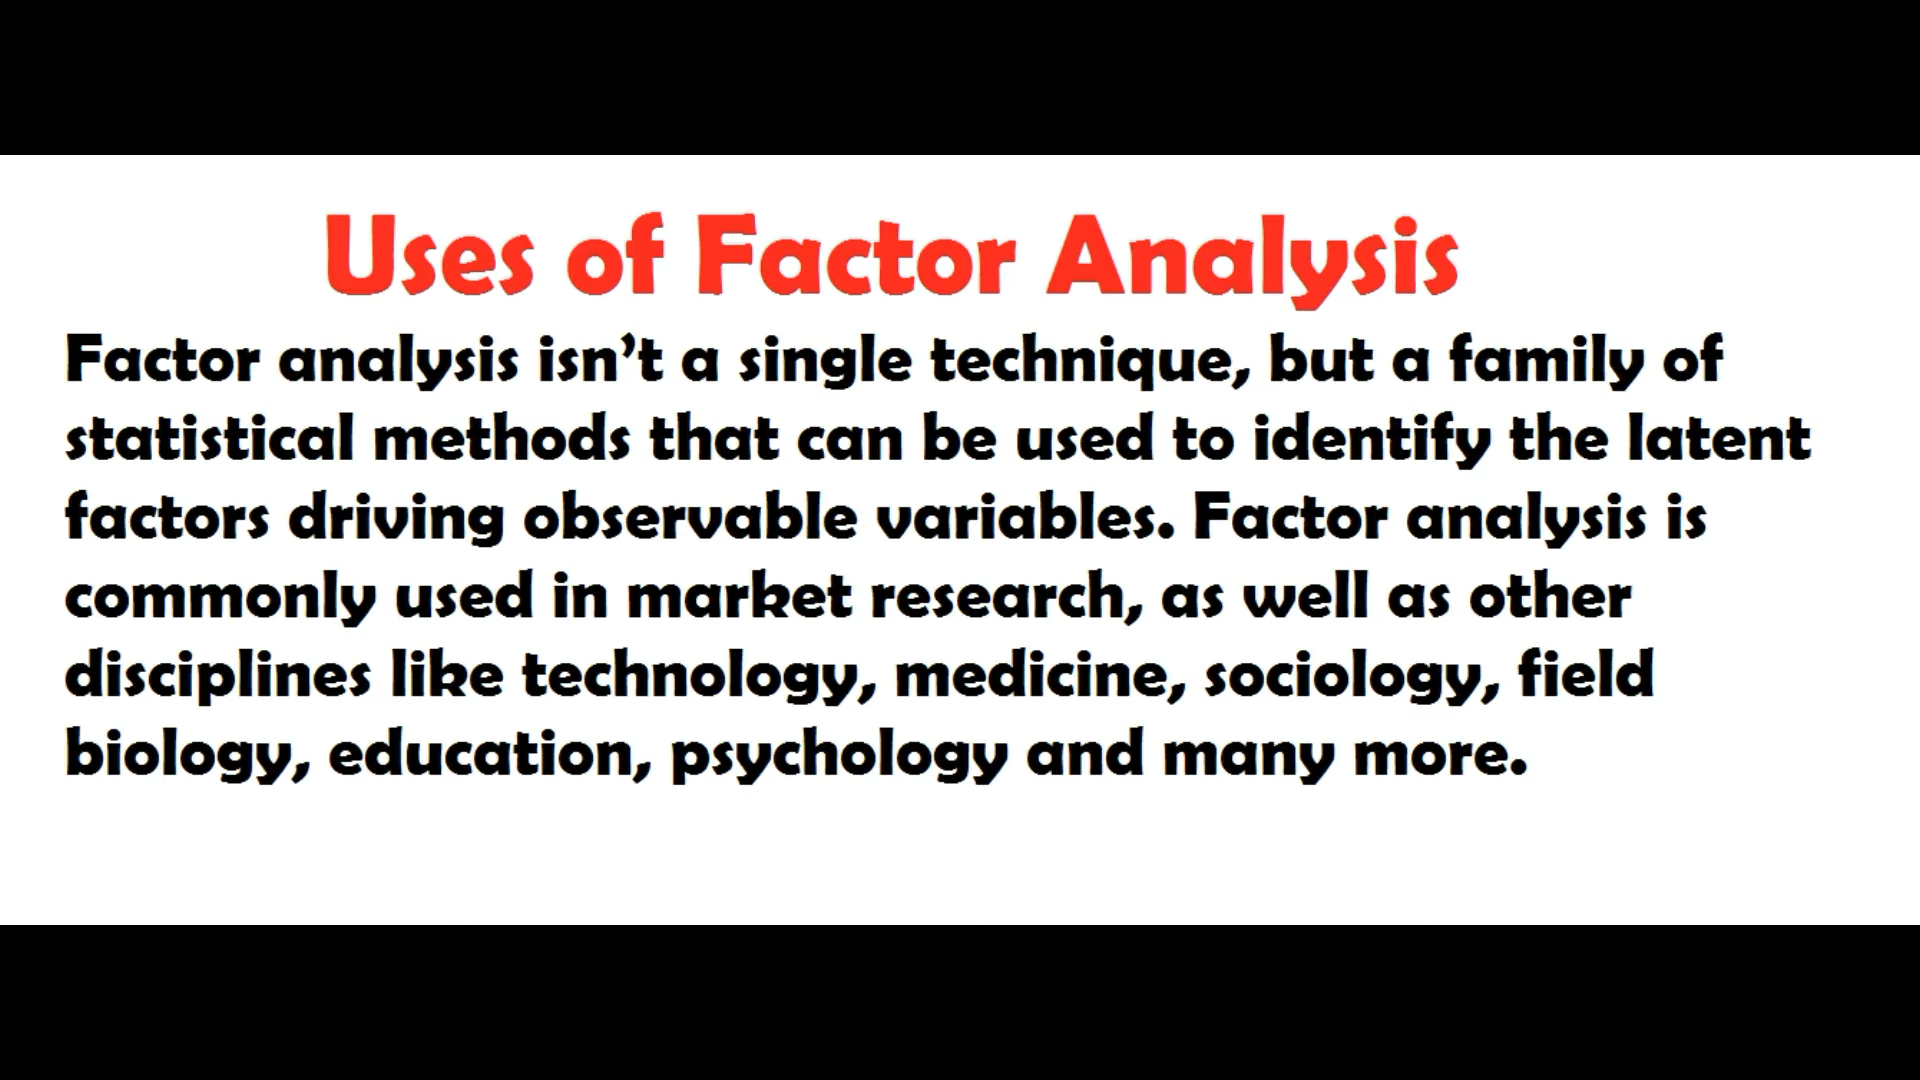 Uses of Factor Analysis
Factor analysis isn’t a single technique, but a family of
statistical methods that can be used to identify the latent
factors driving observable variables. Factor analysis is
commonly used in market research, as well as other
disciplines like technology, medicine, sociology, field
biology, education, psychology and many more.